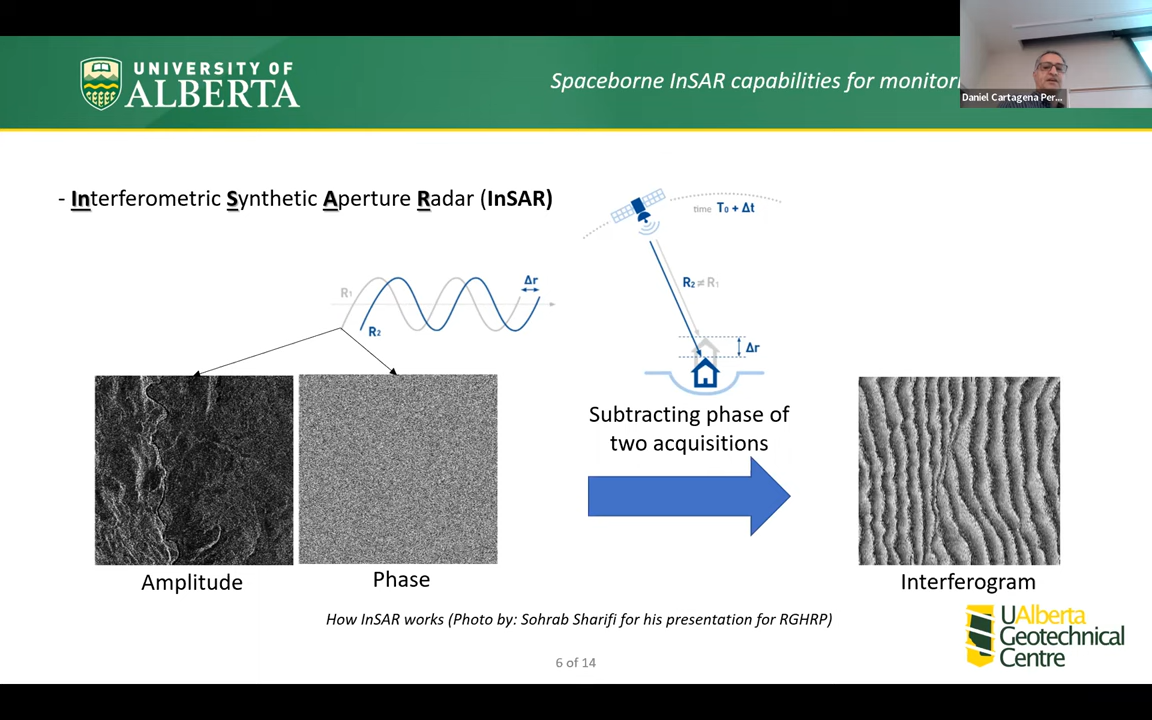 UNIVERSITY OF
ALBERTA
Spaceborne InSAR capabilities for monitori
Daniel Cartagena Per...
- Interferometric Synthetic Aperture Radar (InSAR)
time T₀ + Δt
R₁
Δr
R₂
R₂ ≠ R₁
Δr
Subtracting phase of
two acquisitions
Amplitude
Phase
Interferogram
How InSAR works (Photo by: Sohrab Sharifi for his presentation for RGHRP)
UAlberta
Geotechnical
Centre
6 of 14